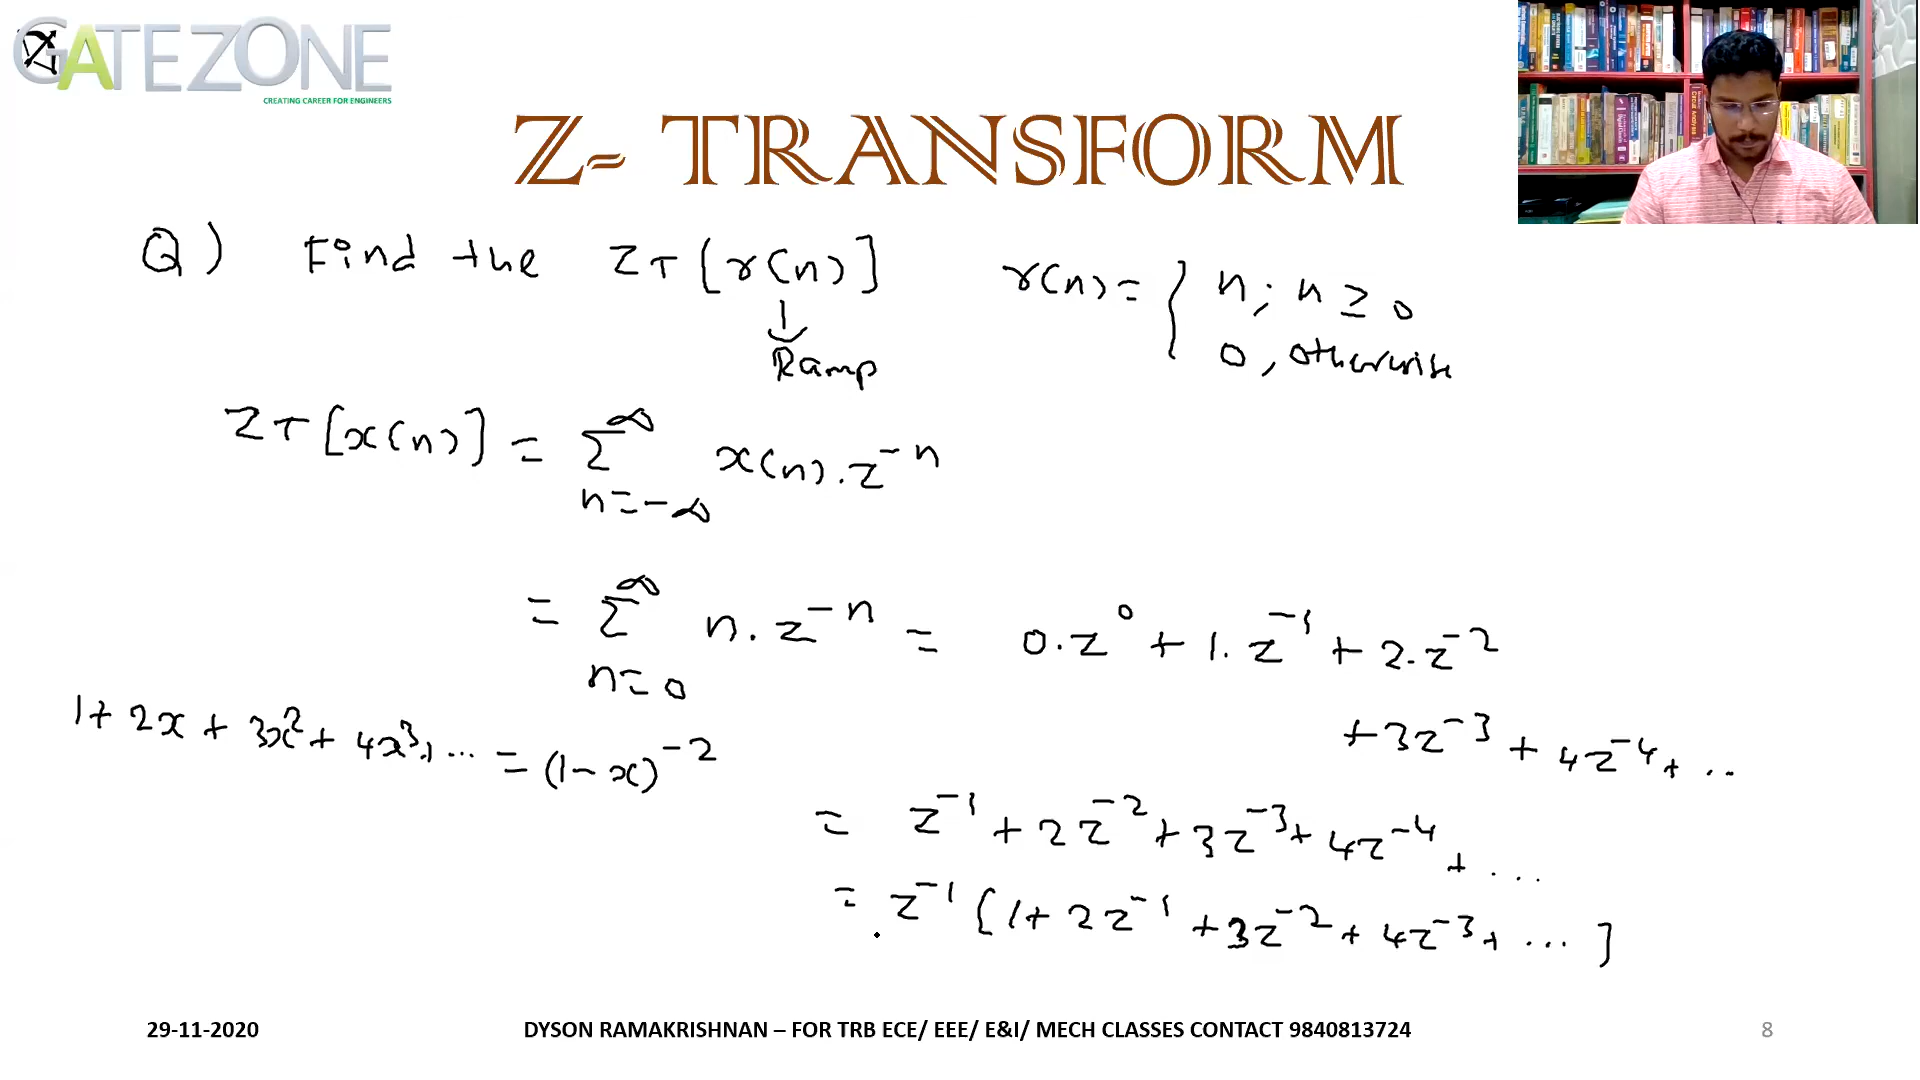 GATE ZONE
CREATING CAREER FOR ENGINEERS
Z- TRANSFORM
Q) Find the ZT[r(n)] r(n) = { n; n ≥ 0
0, otherwise
Ramp
ZT[x(n)] = Σ_{n=-∞}^{∞} x(n).z^{-n}
= Σ_{n=0}^{∞} n.z^{-n} = 0.z^0 + 1.z^{-1} + 2.z^{-2}
+ 3z^{-3} + 4z^{-4} + ..
1 + 2x + 3x^2 + 4x^3 + ... = (1-x)^{-2}
= z^{-1} + 2z^{-2} + 3z^{-3} + 4z^{-4} + ...
= z^{-1} [1 + 2z^{-1} + 3z^{-2} + 4z^{-3} + ... ]
29-11-2020 DYSON RAMAKRISHNAN – FOR TRB ECE/ EEE/ E&I/ MECH CLASSES CONTACT 9840813724 8